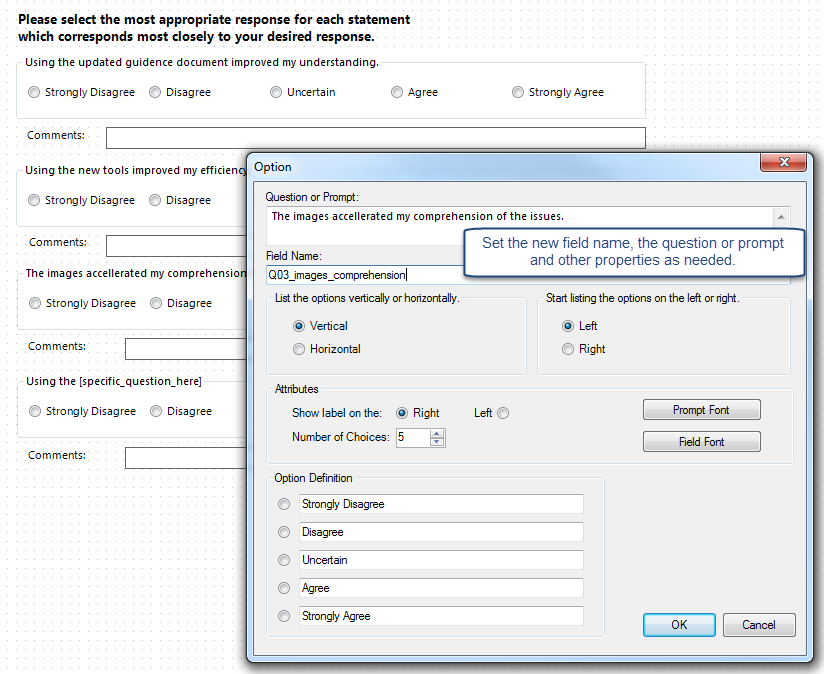 Please select the most appropriate response for each statement
which corresponds most closely to your desired response.
Using the updated guidance document improved my understanding.
Strongly Disagree Disagree Uncertain Agree Strongly Agree
Comments:
Using the new tools improved my efficiency
Strongly Disagree Disagree
Comments:
The images accellerated my comprehension
Strongly Disagree Disagree
Comments:
Using the [specific_question_here]
Strongly Disagree Disagree
Comments:
Option
Question or Prompt:
The images accellerated my comprehension of the issues.
Set the new field name, the question or prompt
and other properties as needed.
Field Name:
Q03_images_comprehension
List the options vertically or horizontally.
Vertical
Horizontal
Start listing the options on the left or right.
Left
Right
Attributes
Show label on the: Right Left
Number of Choices: 5
Prompt Font
Field Font
Option Definition
Strongly Disagree
Disagree
Uncertain
Agree
Strongly Agree
OK Cancel